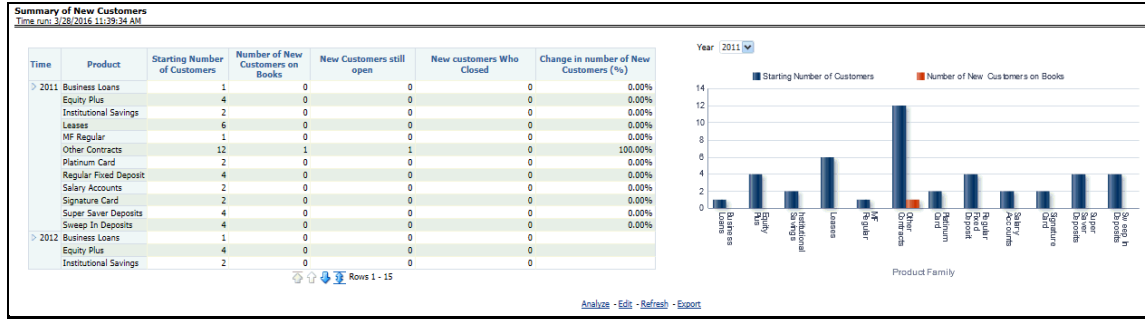 Summary of New Customers
Time run: 3/28/2016 11:39:34 AM
Time Product Starting Number of Customers Number of New Customers on Books New Customers still open New customers Who Closed Change in number of New Customers (%)
2011 Business Loans 1 0 0 0 0.00%
Equity Plus 4 0 0 0 0.00%
Institutional Savings 2 0 0 0 0.00%
Leases 6 0 0 0 0.00%
MF Regular 1 0 0 0 0.00%
Other Contracts 12 1 1 0 100.00%
Platinum Card 2 0 0 0 0.00%
Regular Fixed Deposit 4 0 0 0 0.00%
Salary Accounts 2 0 0 0 0.00%
Signature Card 2 0 0 0 0.00%
Super Saver Deposits 4 0 0 0 0.00%
Sweep In Deposits 4 0 0 0 0.00%
2012 Business Loans 1 0 0 0
Equity Plus 4 0 0 0
Institutional Savings 2 0 0 0
Rows 1 - 15
Year 2011
Starting Number of Customers Number of New Customers on Books
14
12
10
8
6
4
2
0
Business Loans
Equity Plus
Institutional Savings
Leases
MF Regular
Other Contracts
Platinum Card
Regular Fixed Deposit
Salary Accounts
Signature Card
Super Saver Deposits
Sweep In Deposits
Product Family
Analyze - Edit - Refresh - Export